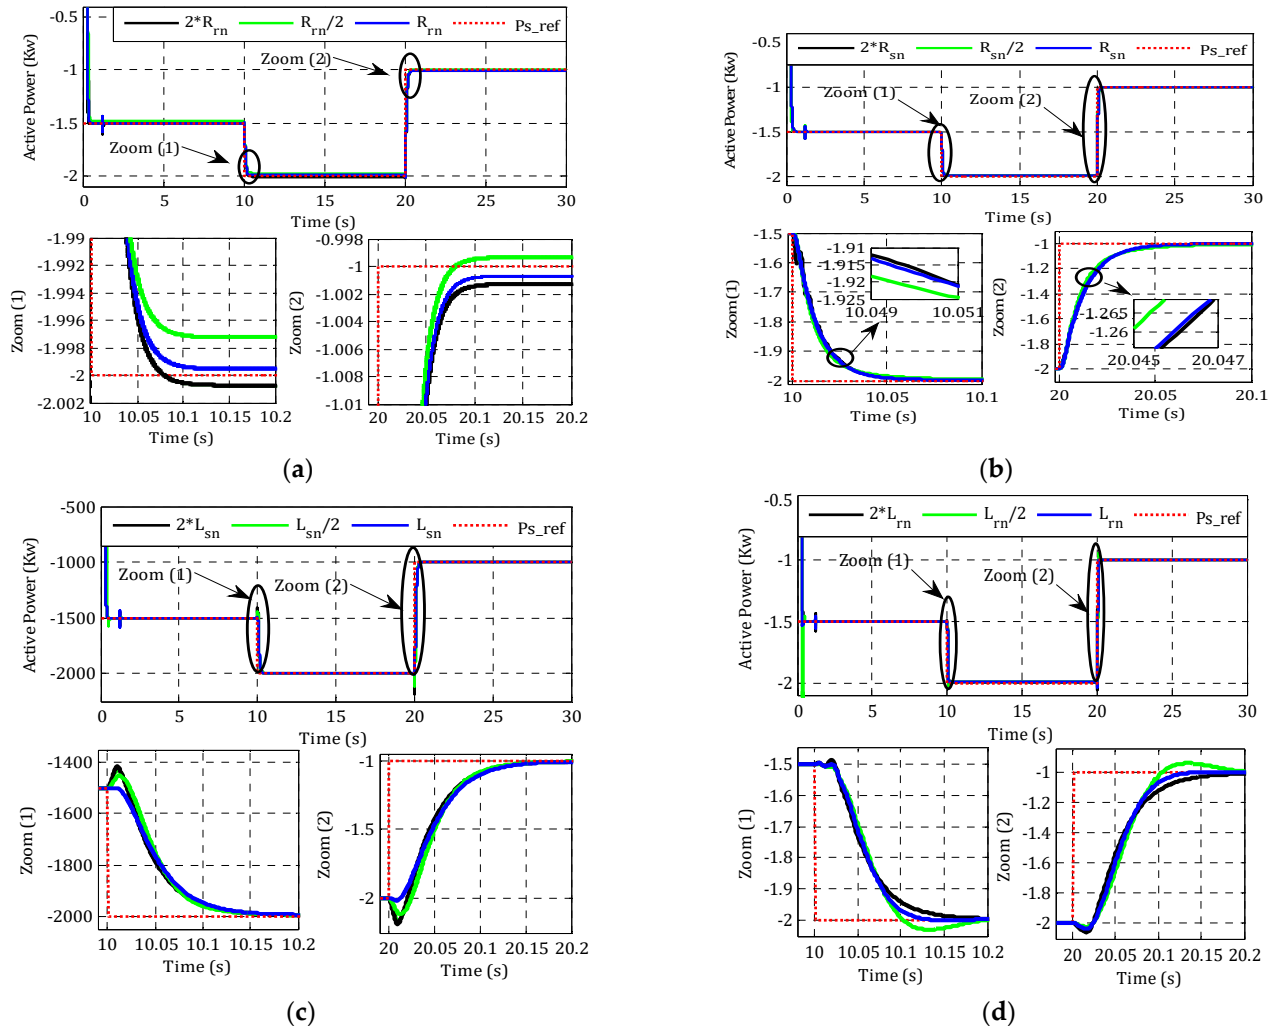 2*R_rn R_rn/2 R_rn Ps_ref
Active Power (Kw)
-0.5
-1
-1.5
-2
Zoom (2)
Zoom (1)
0 5 10 15 20 25 30
Time (s)
Zoom (1)
-1.99
-1.992
-1.994
-1.996
-1.998
-2
-2.002
10 10.05 10.1 10.15 10.2
Time (s)
Zoom (2)
-0.998
-1
-1.002
-1.004
-1.006
-1.008
-1.01
20 20.05 20.1 20.15 20.2
Time (s)
(a)
2*R_sn R_sn/2 R_sn Ps_ref
Active Power (Kw)
-0.5
-1
-1.5
-2
Zoom (1)
Zoom (2)
0 5 10 15 20 25 30
Time (s)
Zoom(1)
-1.5
-1.6
-1.7
-1.8
-1.9
-2
-1.91
-1.915
-1.92
-1.925
10.049 10.051
10 10.05 10.1
Time (s)
Zoom (2)
-1
-1.2
-1.4
-1.6
-1.8
-2
-1.265
-1.26
20.045 20.047
20 20.05 20.1
Time (s)
(b)
2*L_sn L_sn/2 L_sn Ps_ref
Active Power (Kw)
-500
-1000
-1500
-2000
Zoom (1)
Zoom (2)
0 5 10 15 20 25 30
Time (s)
Zoom (1)
-1400
-1600
-1800
-2000
10 10.05 10.1 10.15 10.2
Time (s)
Zoom (2)
-1
-1.5
-2
20 20.05 20.1 20.15 20.2
Time (s)
(c)
2*L_rn L_rn/2 L_rn Ps_ref
Active Power (Kw)
-0.5
-1
-1.5
-2
Zoom (1)
Zoom (2)
0 5 10 15 20 25 30
Time (s)
Zoom (1)
-1.5
-1.6
-1.7
-1.8
-1.9
-2
10 10.05 10.1 10.15 10.2
Time (s)
Zoom (2)
-1
-1.2
-1.4
-1.6
-1.8
-2
20 20.05 20.1 20.15 20.2
Time (s)
(d)